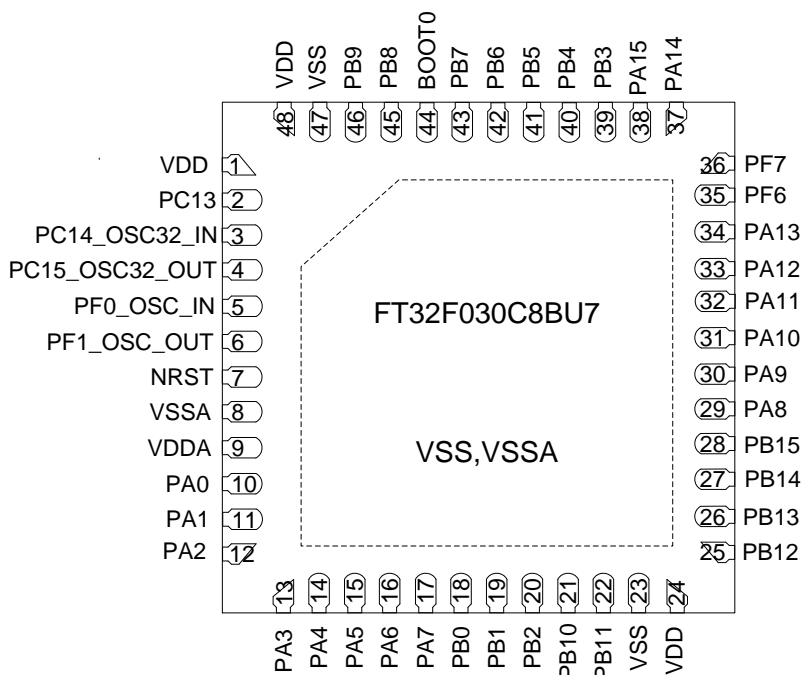 VDD
VSS
PB9
PB8
BOOT0
PB7
PB6
PB5
PB4
PB3
PA15
PA14
48
47
46
45
44
43
42
41
40
39
38
37
VDD 1
PC13 2
PC14_OSC32_IN 3
PC15_OSC32_OUT 4
PF0_OSC_IN 5
PF1_OSC_OUT 6
NRST 7
VSSA 8
VDDA 9
PA0 10
PA1 11
PA2 12
FT32F030C8BU7
VSS,VSSA
36 PF7
35 PF6
34 PA13
33 PA12
32 PA11
31 PA10
30 PA9
29 PA8
28 PB15
27 PB14
26 PB13
25 PB12
13
14
15
16
17
18
19
20
21
22
23
24
PA3
PA4
PA5
PA6
PA7
PB0
PB1
PB2
PB10
PB11
VSS
VDD